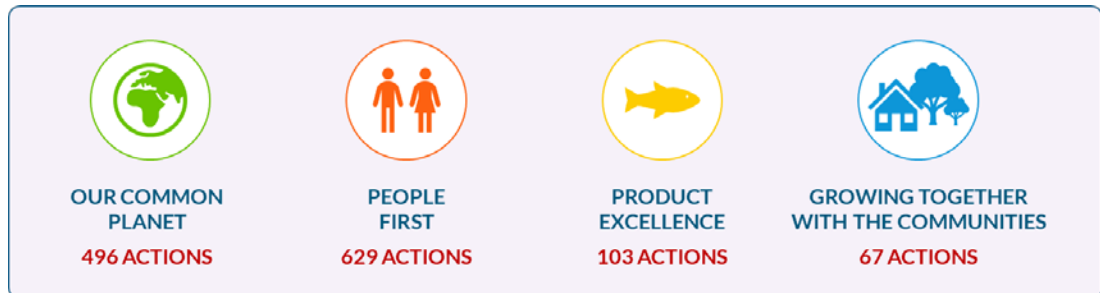 OUR COMMON
PLANET
496 ACTIONS
PEOPLE
FIRST
629 ACTIONS
PRODUCT
EXCELLENCE
103 ACTIONS
GROWING TOGETHER
WITH THE COMMUNITIES
67 ACTIONS